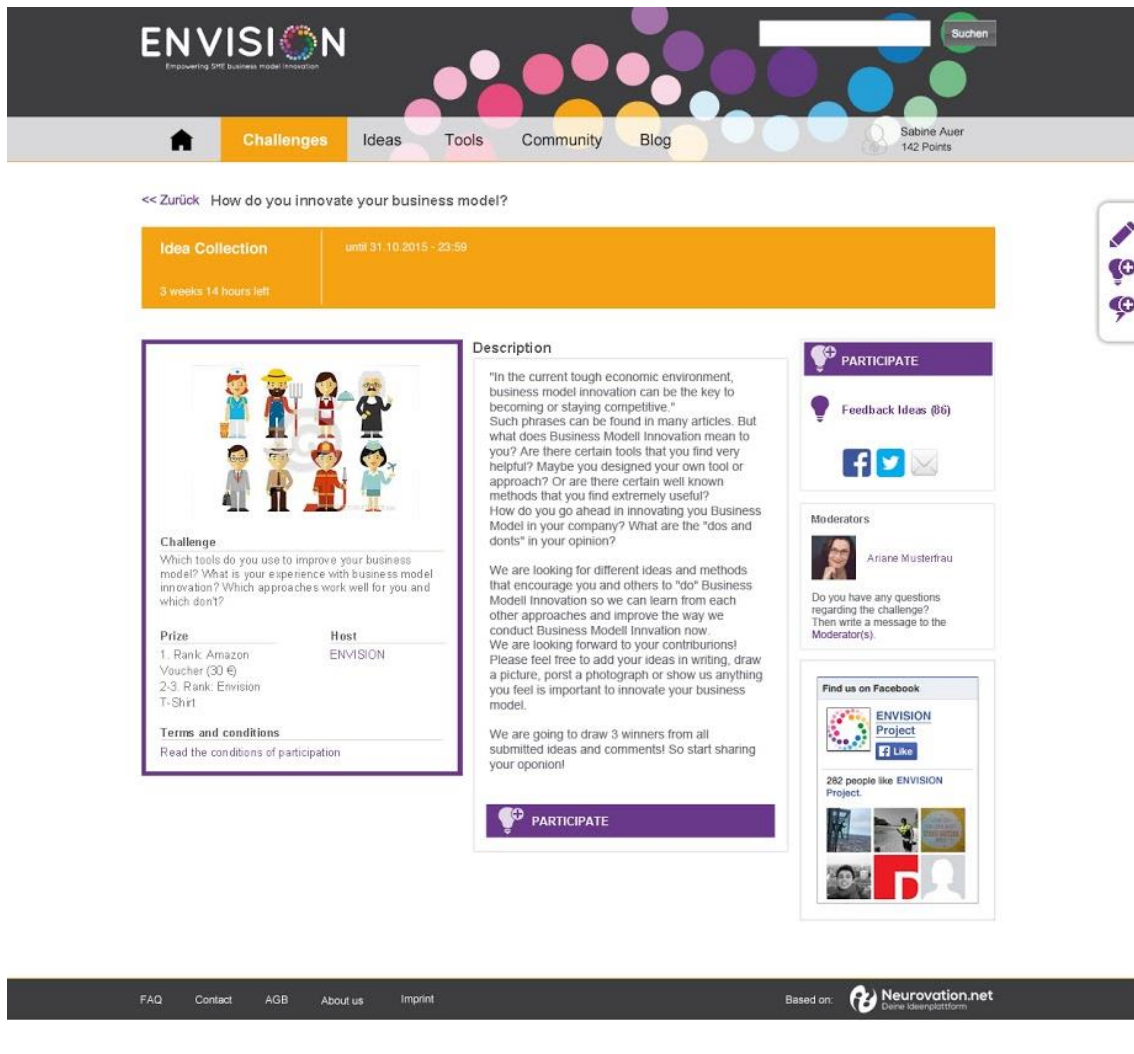 ENVISION
Empowering SME business model innovation
Suchen
Challenges
Ideas
Tools
Community
Blog
Sabine Auer
142 Points
<< Zurück How do you innovate your business model?
Idea Collection
until 31.10.2015 - 23:59
3 weeks 14 hours left
Challenge
Which tools do you use to improve your business
model? What is your experience with business model
innovation? Which approaches work well for you and
which don't?
Prize
1. Rank: Amazon
Voucher (30 €)
2-3. Rank: Envision
T-Shirt
Host
ENVISION
Terms and conditions
Read the conditions of participation
Description
"In the current tough economic environment,
business model innovation can be the key to
becoming or staying competitive."
Such phrases can be found in many articles. But
what does Business Modell Innovation mean to
you? Are there certain tools that you find very
helpful? Maybe you designed your own tool or
approach? Or are there certain well known
methods that you find extremely useful?
How do you go ahead in innovating you Business
Model in your company? What are the "dos and
donts" in your opinion?
We are looking for different ideas and methods
that encourage you and others to "do" Business
Modell Innovation so we can learn from each
other approaches and improve the way we
conduct Business Modell Innvation now.
We are looking forward to your contriburions!
Please feel free to add your ideas in writing, draw
a picture, porst a photograph or show us anything
you feel is important to innovate your business
model.
We are going to draw 3 winners from all
submitted ideas and comments! So start sharing
your oponion!
PARTICIPATE
PARTICIPATE
Feedback Ideas (86)
Moderators
Ariane Musterfrau
Do you have any questions
regarding the challenge?
Then write a message to the
Moderator(s).
Find us on Facebook
ENVISION
Project
Like
282 people like ENVISION
Project.
FAQ
Contact
AGB
About us
Imprint
Based on:
Neurovation.net
Deine Ideenplattform